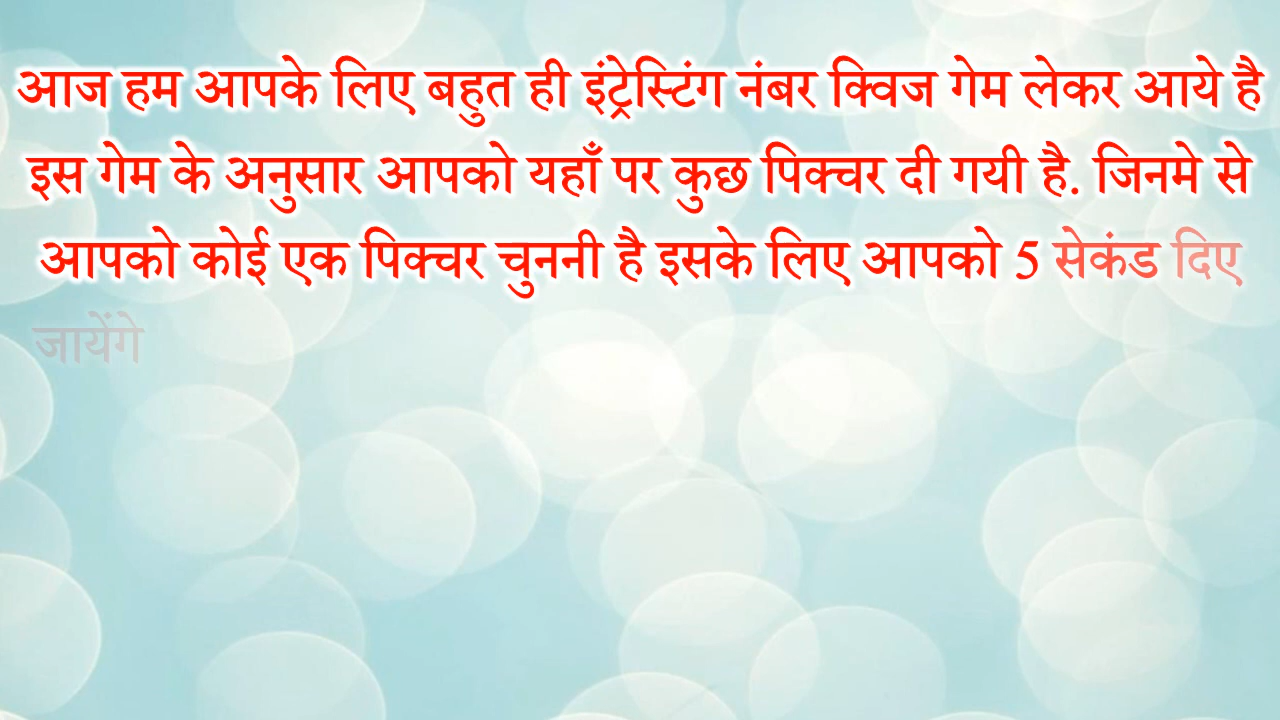 आज हम आपके लिए बहुत ही इंट्रेस्टिंग नंबर क्विज गेम लेकर आये है
इस गेम के अनुसार आपको यहाँ पर कुछ पिक्चर दी गयी है. जिनमे से
आपको कोई एक पिक्चर चुननी है इसके लिए आपको 5 सेकंड दिए
जायेंगे